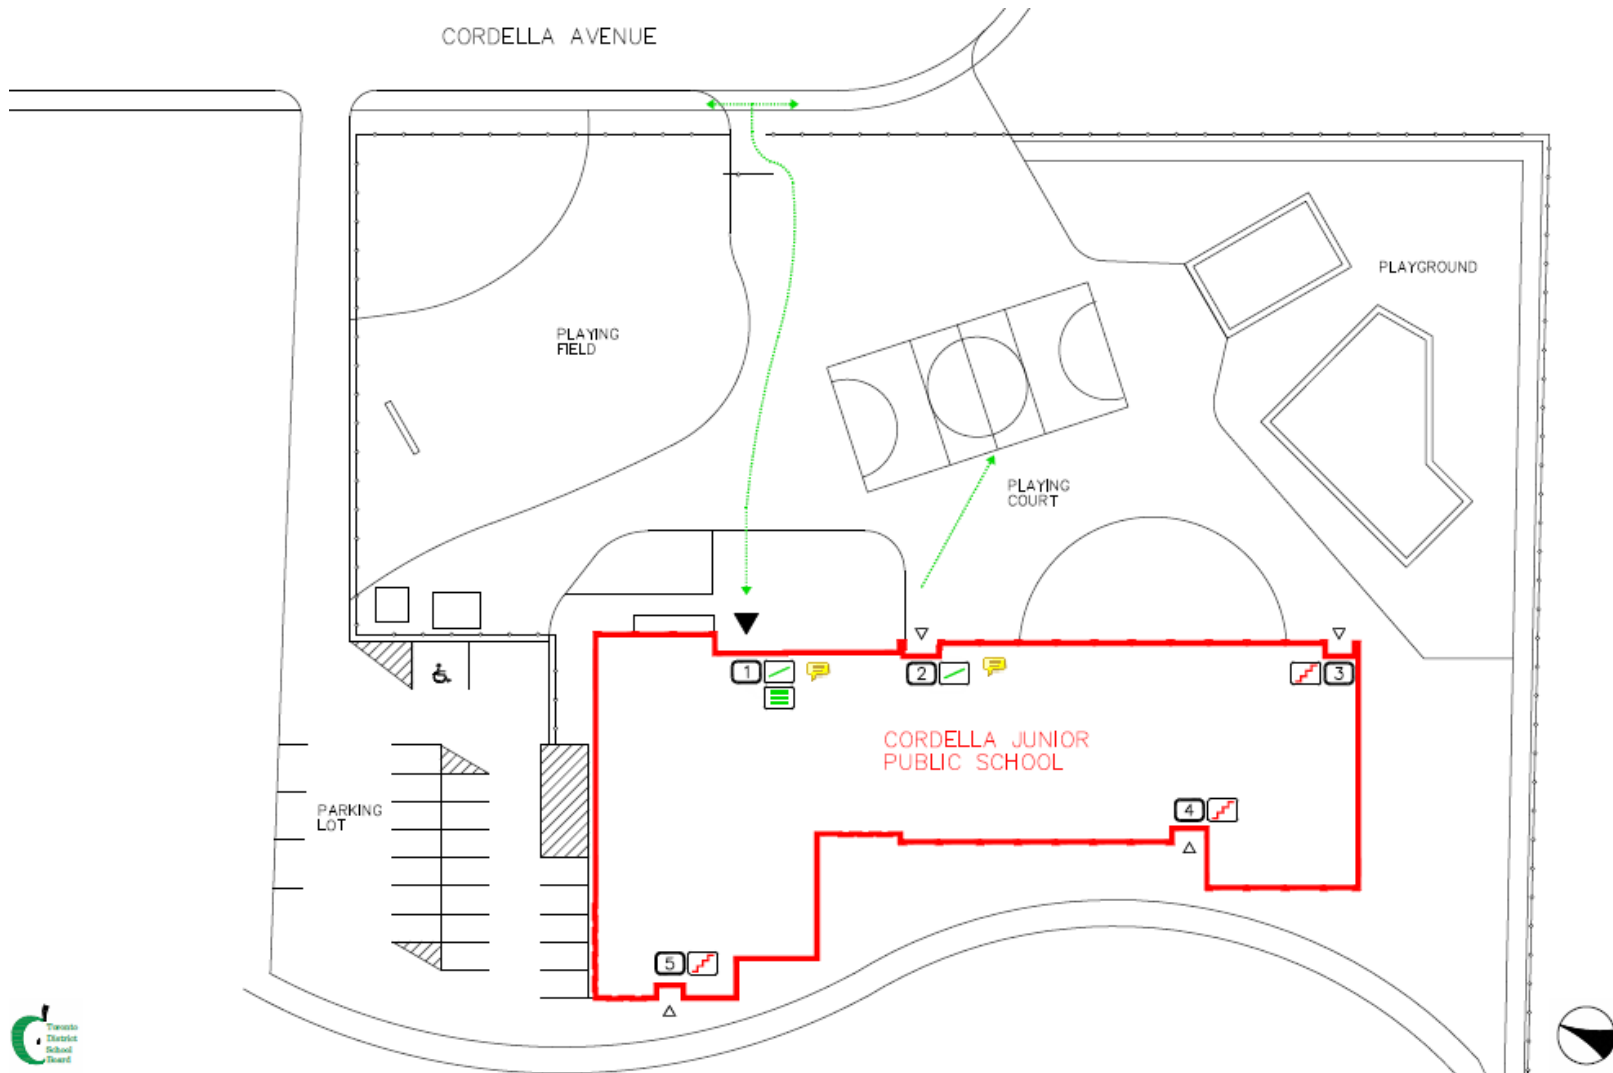 CORDELLA AVENUE
PLAYGROUND
PLAYING
FIELD
PLAYING
COURT
1
2
3
CORDELLA JUNIOR
PUBLIC SCHOOL
4
PARKING
LOT
5
Toronto
District
School
Board